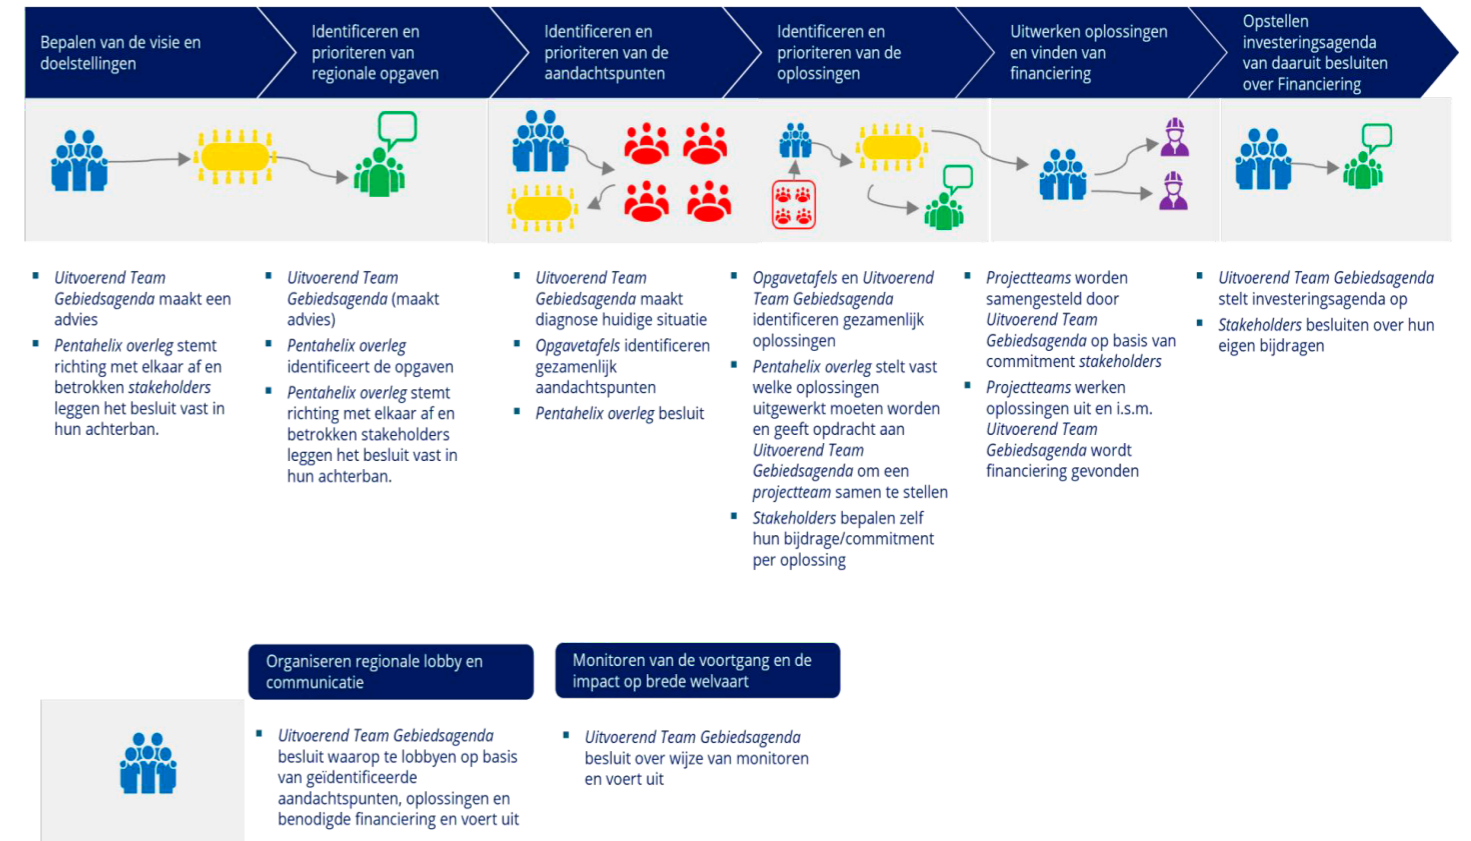 Bepalen van de visie en
doelstellingen
Identificeren en
prioriteren van
regionale opgaven
Identificeren en
prioriteren van de
aandachtspunten
Identificeren en
prioriteren van de
oplossingen
Uitwerken oplossingen
en vinden van
financiering
Opstellen
investeringsagenda
van daaruit besluiten
over Financiering
▪ Uitvoerend Team
Gebiedsagenda maakt een
advies
▪ Pentahelix overleg stemt
richting met elkaar af en
betrokken stakeholders
leggen het besluit vast in
hun achterban.
▪ Uitvoerend Team
Gebiedsagenda (maakt
advies)
▪ Pentahelix overleg
identificeert de opgaven
▪ Pentahelix overleg stemt
richting met elkaar af en
betrokken stakeholders
leggen het besluit vast in
hun achterban.
▪ Uitvoerend Team
Gebiedsagenda maakt
diagnose huidige situatie
▪ Opgavetafels identificeren
gezamenlijk
aandachtspunten
▪ Pentahelix overleg besluit
▪ Opgavetafels en Uitvoerend
Team Gebiedsagenda
identificeren gezamenlijk
oplossingen
▪ Pentahelix overleg stelt vast
welke oplossingen
uitgewerkt moeten worden
en geeft opdracht aan
Uitvoerend Team
Gebiedsagenda om een
projectteam samen te stellen
▪ Stakeholders bepalen zelf
hun bijdrage/commitment
per oplossing
▪ Projectteams worden
samengesteld door
Uitvoerend Team
Gebiedsagenda op basis van
commitment stakeholders
▪ Projectteams werken
oplossingen uit en i.s.m.
Uitvoerend Team
Gebiedsagenda wordt
financiering gevonden
▪ Uitvoerend Team Gebiedsagenda
stelt investeringsagenda op
▪ Stakeholders besluiten over hun
eigen bijdragen
Organiseren regionale lobby en
communicatie
▪ Uitvoerend Team Gebiedsagenda
besluit waarop te lobbyen op basis
van geïdentificeerde
aandachtspunten, oplossingen en
benodigde financiering en voert uit
Monitoren van de voortgang en de
impact op brede welvaart
▪ Uitvoerend Team Gebiedsagenda
besluit over wijze van monitoren
en voert uit